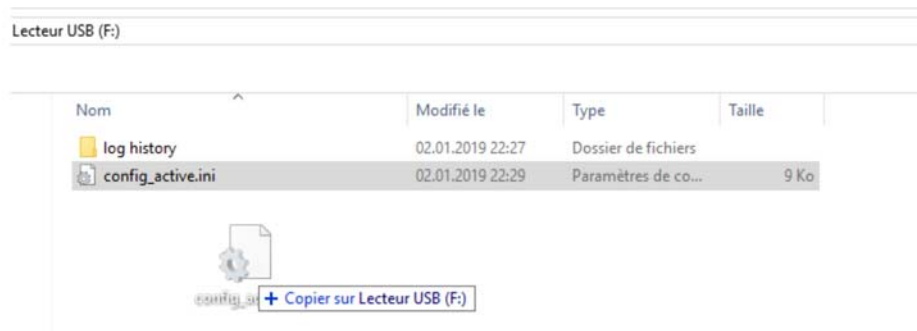 Lecteur USB (F:)
Nom Modifié le Type Taille
log history 02.01.2019 22:27 Dossier de fichiers
config_active.ini 02.01.2019 22:29 Paramètres de co... 9 Ko
config_a + Copier sur Lecteur USB (F:)